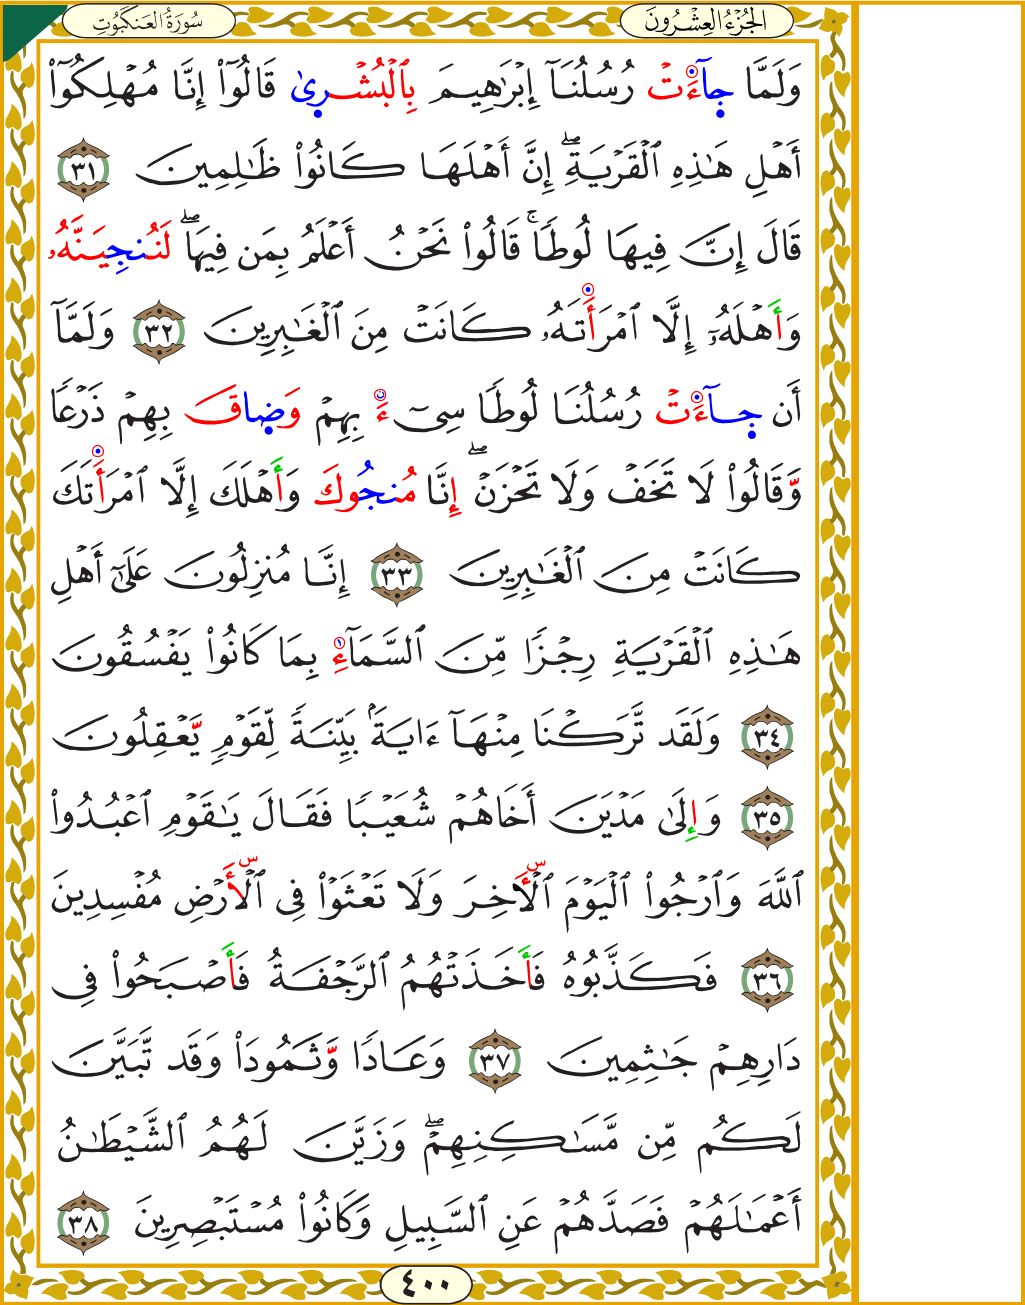 الجُزْءُ العِشْرُونَ
سُورَةُ العَنكَبُوتِ
وَلَمَّا جَآءَتْ رُسُلُنَآ إِبْرَٰهِيمَ بِالْبُشْرىٰ قَالُوٓا۟ إِنَّا مُهْلِكُوٓا۟
أَهْلِ هَٰذِهِ ٱلْقَرْيَةِ ۖ إِنَّ أَهْلَهَا كَانُوا۟ ظَٰلِمِينَ ٣١
قَالَ إِنَّ فِيهَا لُوطًا ۚ قَالُوا۟ نَحْنُ أَعْلَمُ بِمَن فِيهَا ۖ لَنُنجِيَنَّهُۥ
وَأَهْلَهُۥٓ إِلَّا ٱمْرَأَتَهُۥ كَانَتْ مِنَ ٱلْغَٰبِرِينَ ٣٢ وَلَمَّآ
أَن جَآءَتْ رُسُلُنَا لُوطًا سِىٓءَ بِهِمْ وَضَاقَ بِهِمْ ذَرْعًا
وَّقَالُوا۟ لَا تَخَفْ وَلَا تَحْزَنْ ۖ إِنَّا مُنجُوكَ وَأَهْلَكَ إِلَّا ٱمْرَأَتَكَ
كَانَتْ مِنَ ٱلْغَٰبِرِينَ ٣٣ إِنَّا مُنزِلُونَ عَلَىٰٓ أَهْلِ
هَٰذِهِ ٱلْقَرْيَةِ رِجْزًا مِّنَ ٱلسَّمَآءِ بِمَا كَانُوا۟ يَفْسُقُونَ
٣٤ وَلَقَد تَّرَكْنَا مِنْهَآ ءَايَةًۢ بَيِّنَةً لِّقَوْمٍ يَّعْقِلُونَ
٣٥ وَإِلَىٰ مَدْيَنَ أَخَاهُمْ شُعَيْبًا فَقَالَ يَٰقَوْمِ ٱعْبُدُوا۟
ٱللَّهَ وَٱرْجُوا۟ ٱلْيَوْمَ ٱلْأَخِرَ وَلَا تَعْثَوْا۟ فِى ٱلْأَرْضِ مُفْسِدِينَ
٣٦ فَكَذَّبُوهُ فَأَخَذَتْهُمُ ٱلرَّجْفَةُ فَأَصْبَحُوا۟ فِى
دَارِهِمْ جَٰثِمِينَ ٣٧ وَعَادًا وَّثَمُودَا۟ وَقَد تَّبَيَّنَ
لَكُم مِّن مَّسَٰكِنِهِمْ ۖ وَزَيَّنَ لَهُمُ ٱلشَّيْطَٰنُ
أَعْمَٰلَهُمْ فَصَدَّهُمْ عَنِ ٱلسَّبِيلِ وَكَانُوا۟ مُسْتَبْصِرِينَ ٣٨
٤٠٠